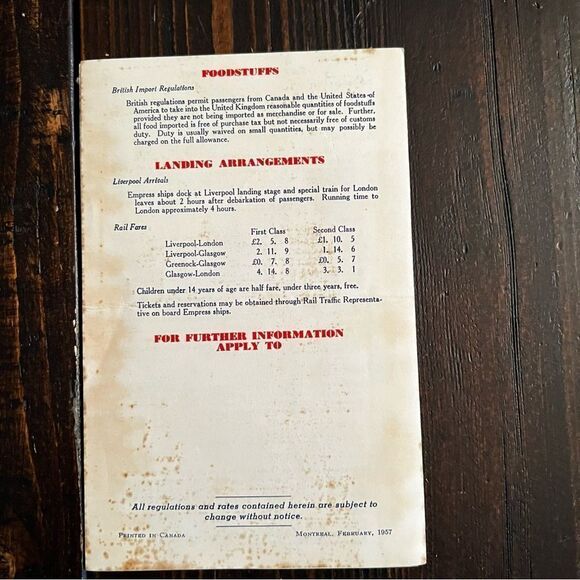 FOODSTUFFS
British Import Regulations
British regulations permit passengers from Canada and the United States of
America to take into the United Kingdom reasonable quantities of foodstuffs
provided they are not being imported as merchandise or for sale. Further,
all food imported is free of purchase tax but not necessarily free of customs
duty. Duty is usually waived on small quantities, but may possibly be
charged on the full allowance.
LANDING ARRANGEMENTS
Liverpool Arrivals
Empress ships dock at Liverpool landing stage and special train for London
leaves about 2 hours after debarkation of passengers. Running time to
London approximately 4 hours.
Rail Fares
First Class Second Class
Liverpool-London £2. 5. 8 £1. 10. 5
Liverpool-Glasgow 2. 11. 9 1. 14. 6
Greenock-Glasgow £0. 7. 8 £0. 5. 7
Glasgow-London 4. 14. 8 3. 3. 1
Children under 14 years of age are half fare, under three years, free.
Tickets and reservations may be obtained through Rail Traffic Representa-
tive on board Empress ships.
FOR FURTHER INFORMATION
APPLY TO
All regulations and rates contained herein are subject to
change without notice.
PRINTED IN CANADA MONTREAL, FEBRUARY, 1957